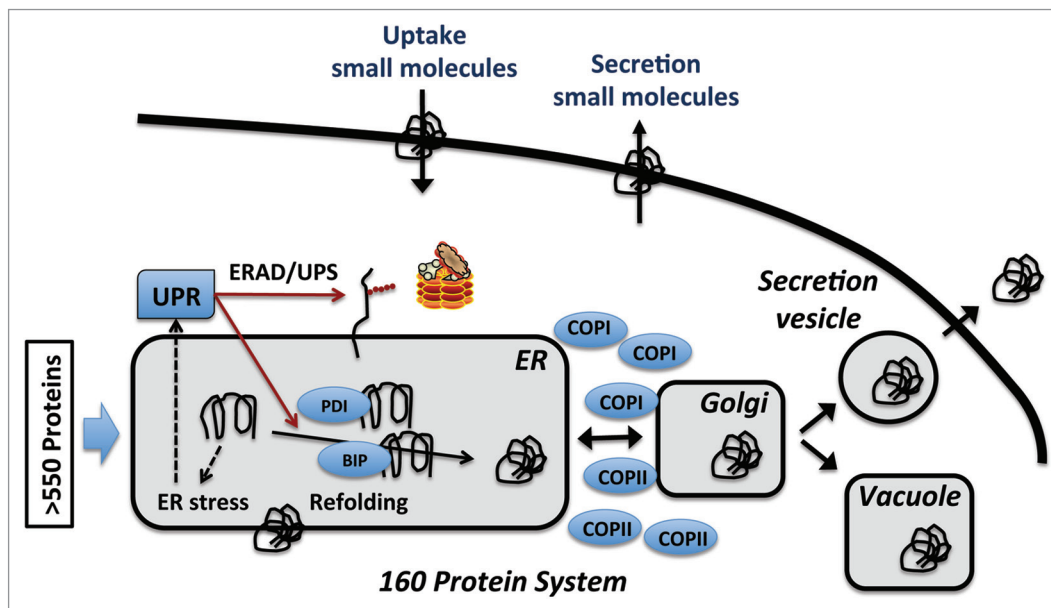 Uptake
small molecules
Secretion
small molecules
ERAD/UPS
UPR
Secretion
vesicle
>550 Proteins
ER
COPI
COPI
COPI
PDI
BIP
Golgi
COPII
ER stress
Refolding
Vacuole
COPII
COPII
160 Protein System